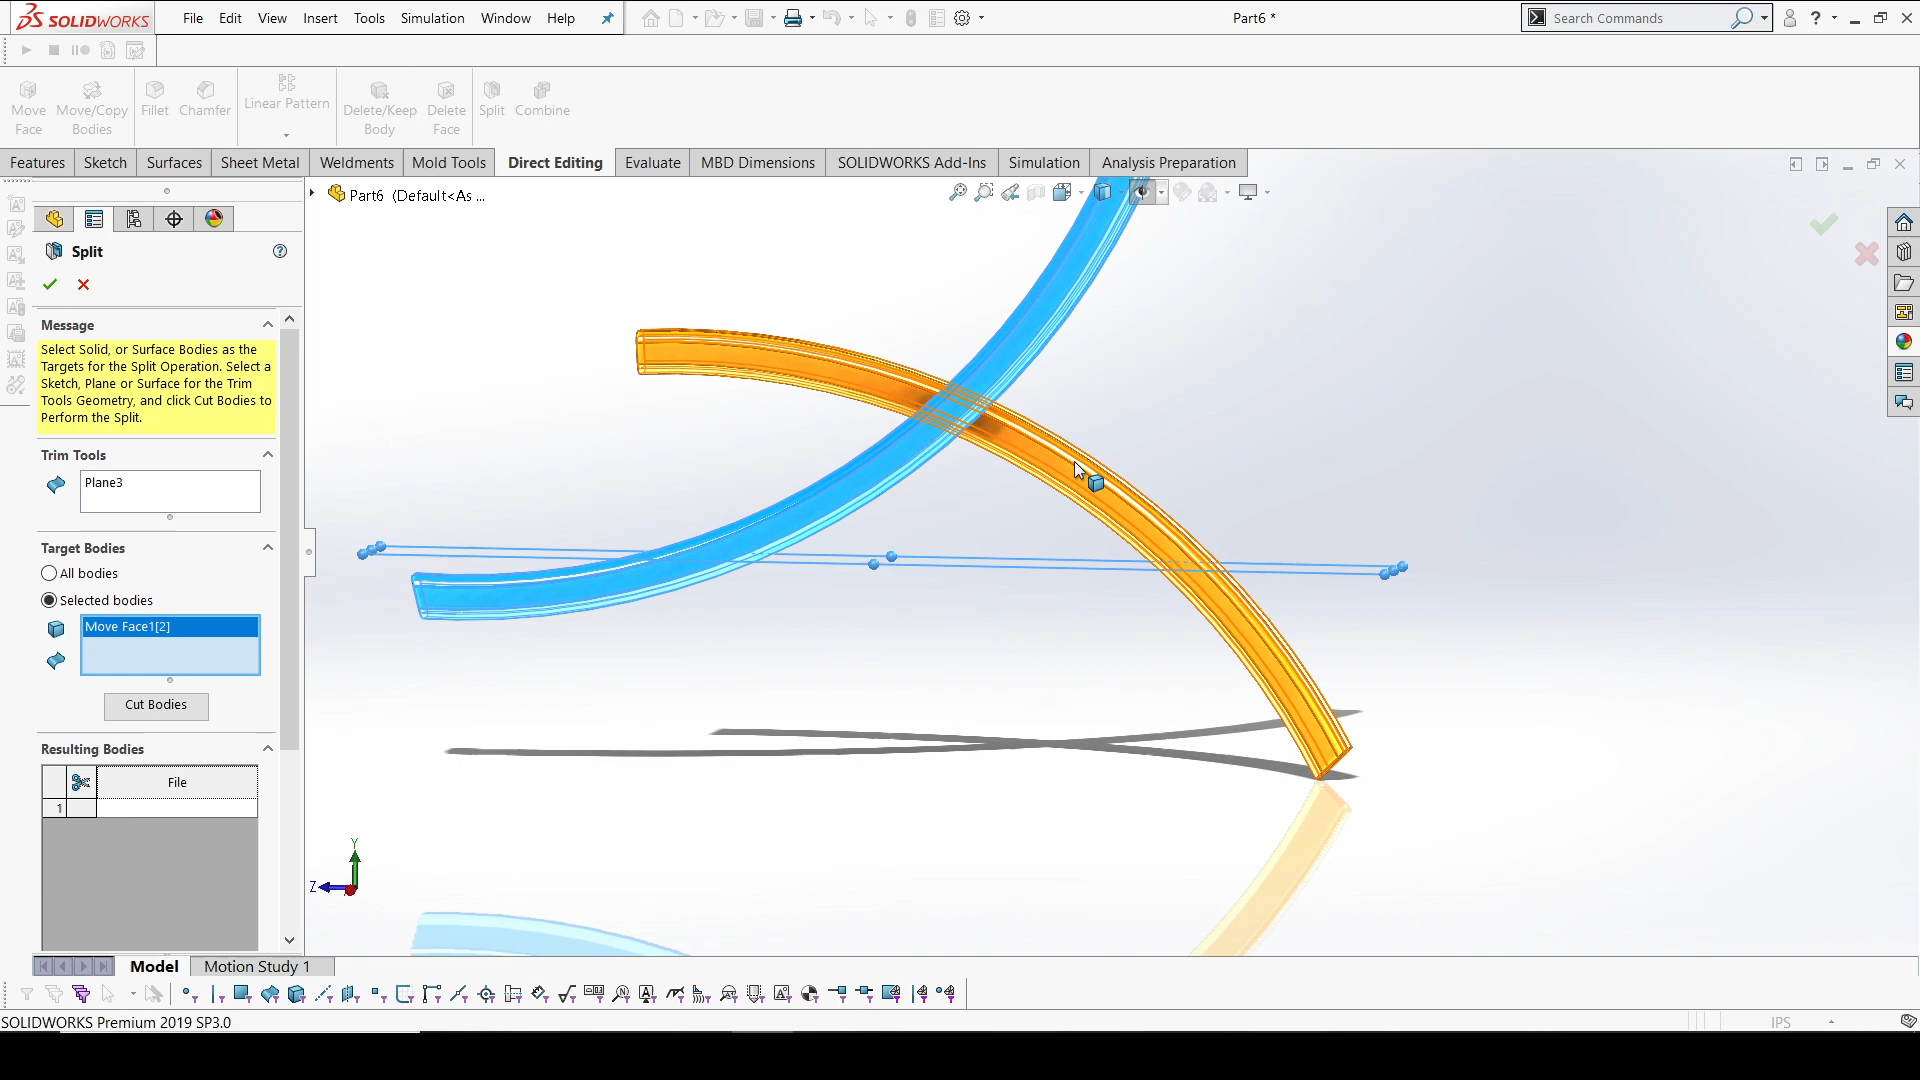 SOLIDWORKS
File Edit View Insert Tools Simulation Window Help
Part6 *
Search Commands
Move Face
Move/Copy Bodies
Fillet
Chamfer
Linear Pattern
Delete/Keep Body
Delete Face
Split
Combine
Features Sketch Surfaces Sheet Metal Weldments Mold Tools Direct Editing Evaluate MBD Dimensions SOLIDWORKS Add-Ins Simulation Analysis Preparation
Part6 (Default<As ...
Split
Message
Select Solid, or Surface Bodies as the
Targets for the Split Operation. Select a
Sketch, Plane or Surface for the Trim
Tools Geometry, and click Cut Bodies to
Perform the Split.
Trim Tools
Plane3
Target Bodies
All bodies
Selected bodies
Move Face1[2]
Cut Bodies
Resulting Bodies
File
1
Y
Z
Model Motion Study 1
SOLIDWORKS Premium 2019 SP3.0
IPS